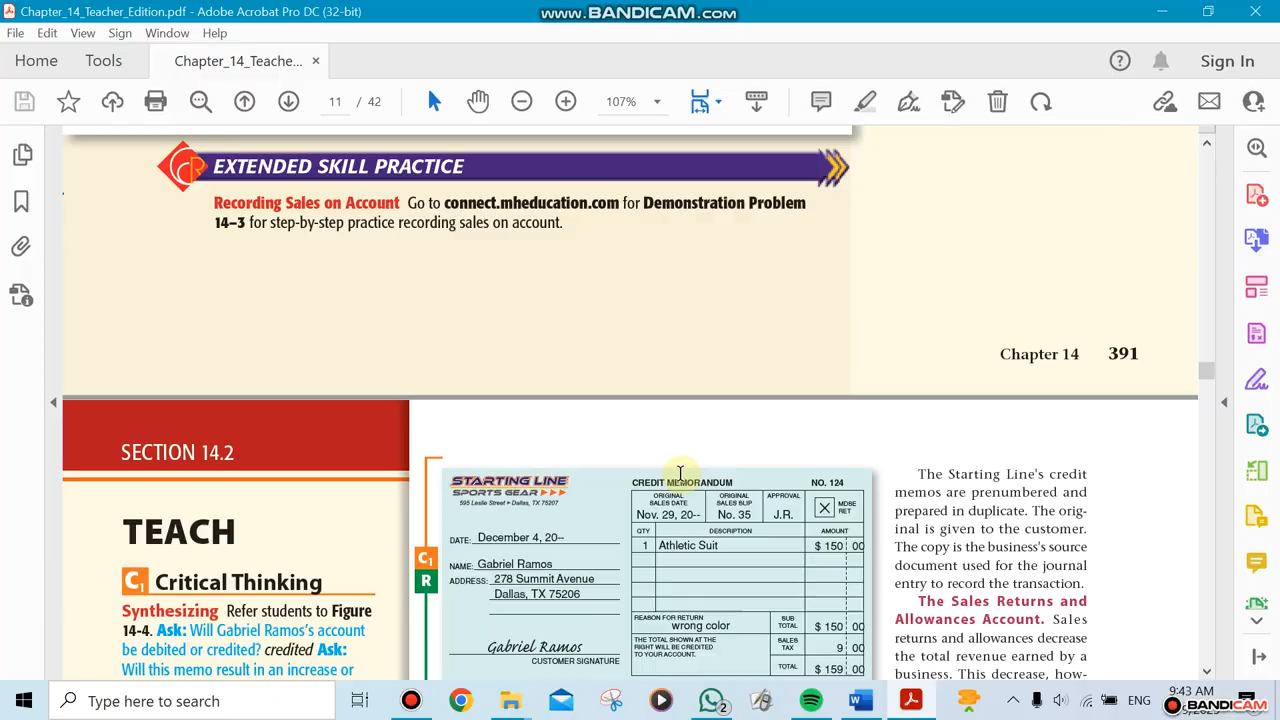 Chapter_14_Teacher_Edition.pdf - Adobe Acrobat Pro DC (32-bit)
www.BANDICAM.com
File Edit View Sign Window Help
Home Tools Chapter_14_Teache... × Sign In
11 / 42 107%
EXTENDED SKILL PRACTICE
Recording Sales on Account Go to connect.mheducation.com for Demonstration Problem
14–3 for step-by-step practice recording sales on account.
Chapter 14 391
SECTION 14.2
TEACH
C1 Critical Thinking
Synthesizing Refer students to Figure
14-4. Ask: Will Gabriel Ramos's account
be debited or credited? credited Ask:
Will this memo result in an increase or
C1
R
STARTING LINE
SPORTS GEAR
595 Leslie Street • Dallas, TX 75207
DATE: December 4, 20--
NAME: Gabriel Ramos
ADDRESS: 278 Summit Avenue
Dallas, TX 75206
Gabriel Ramos
CUSTOMER SIGNATURE
CREDIT MEMORANDUM NO. 124
ORIGINAL SALES DATE ORIGINAL SALES SLIP APPROVAL X MDSE RET
Nov. 29, 20-- No. 35 J.R.
QTY DESCRIPTION AMOUNT
1 Athletic Suit $ 150 00
REASON FOR RETURN SUB TOTAL $ 150 00
wrong color
THE TOTAL SHOWN AT THE RIGHT WILL BE CREDITED TO YOUR ACCOUNT. SALES TAX 9 00
TOTAL $ 159 00
The Starting Line's credit
memos are prenumbered and
prepared in duplicate. The orig-
inal is given to the customer.
The copy is the business's source
document used for the journal
entry to record the transaction.
The Sales Returns and
Allowances Account. Sales
returns and allowances decrease
the total revenue earned by a
business. This decrease, how-
Type here to search
2
ENG
9:43 AM
BANDICAM